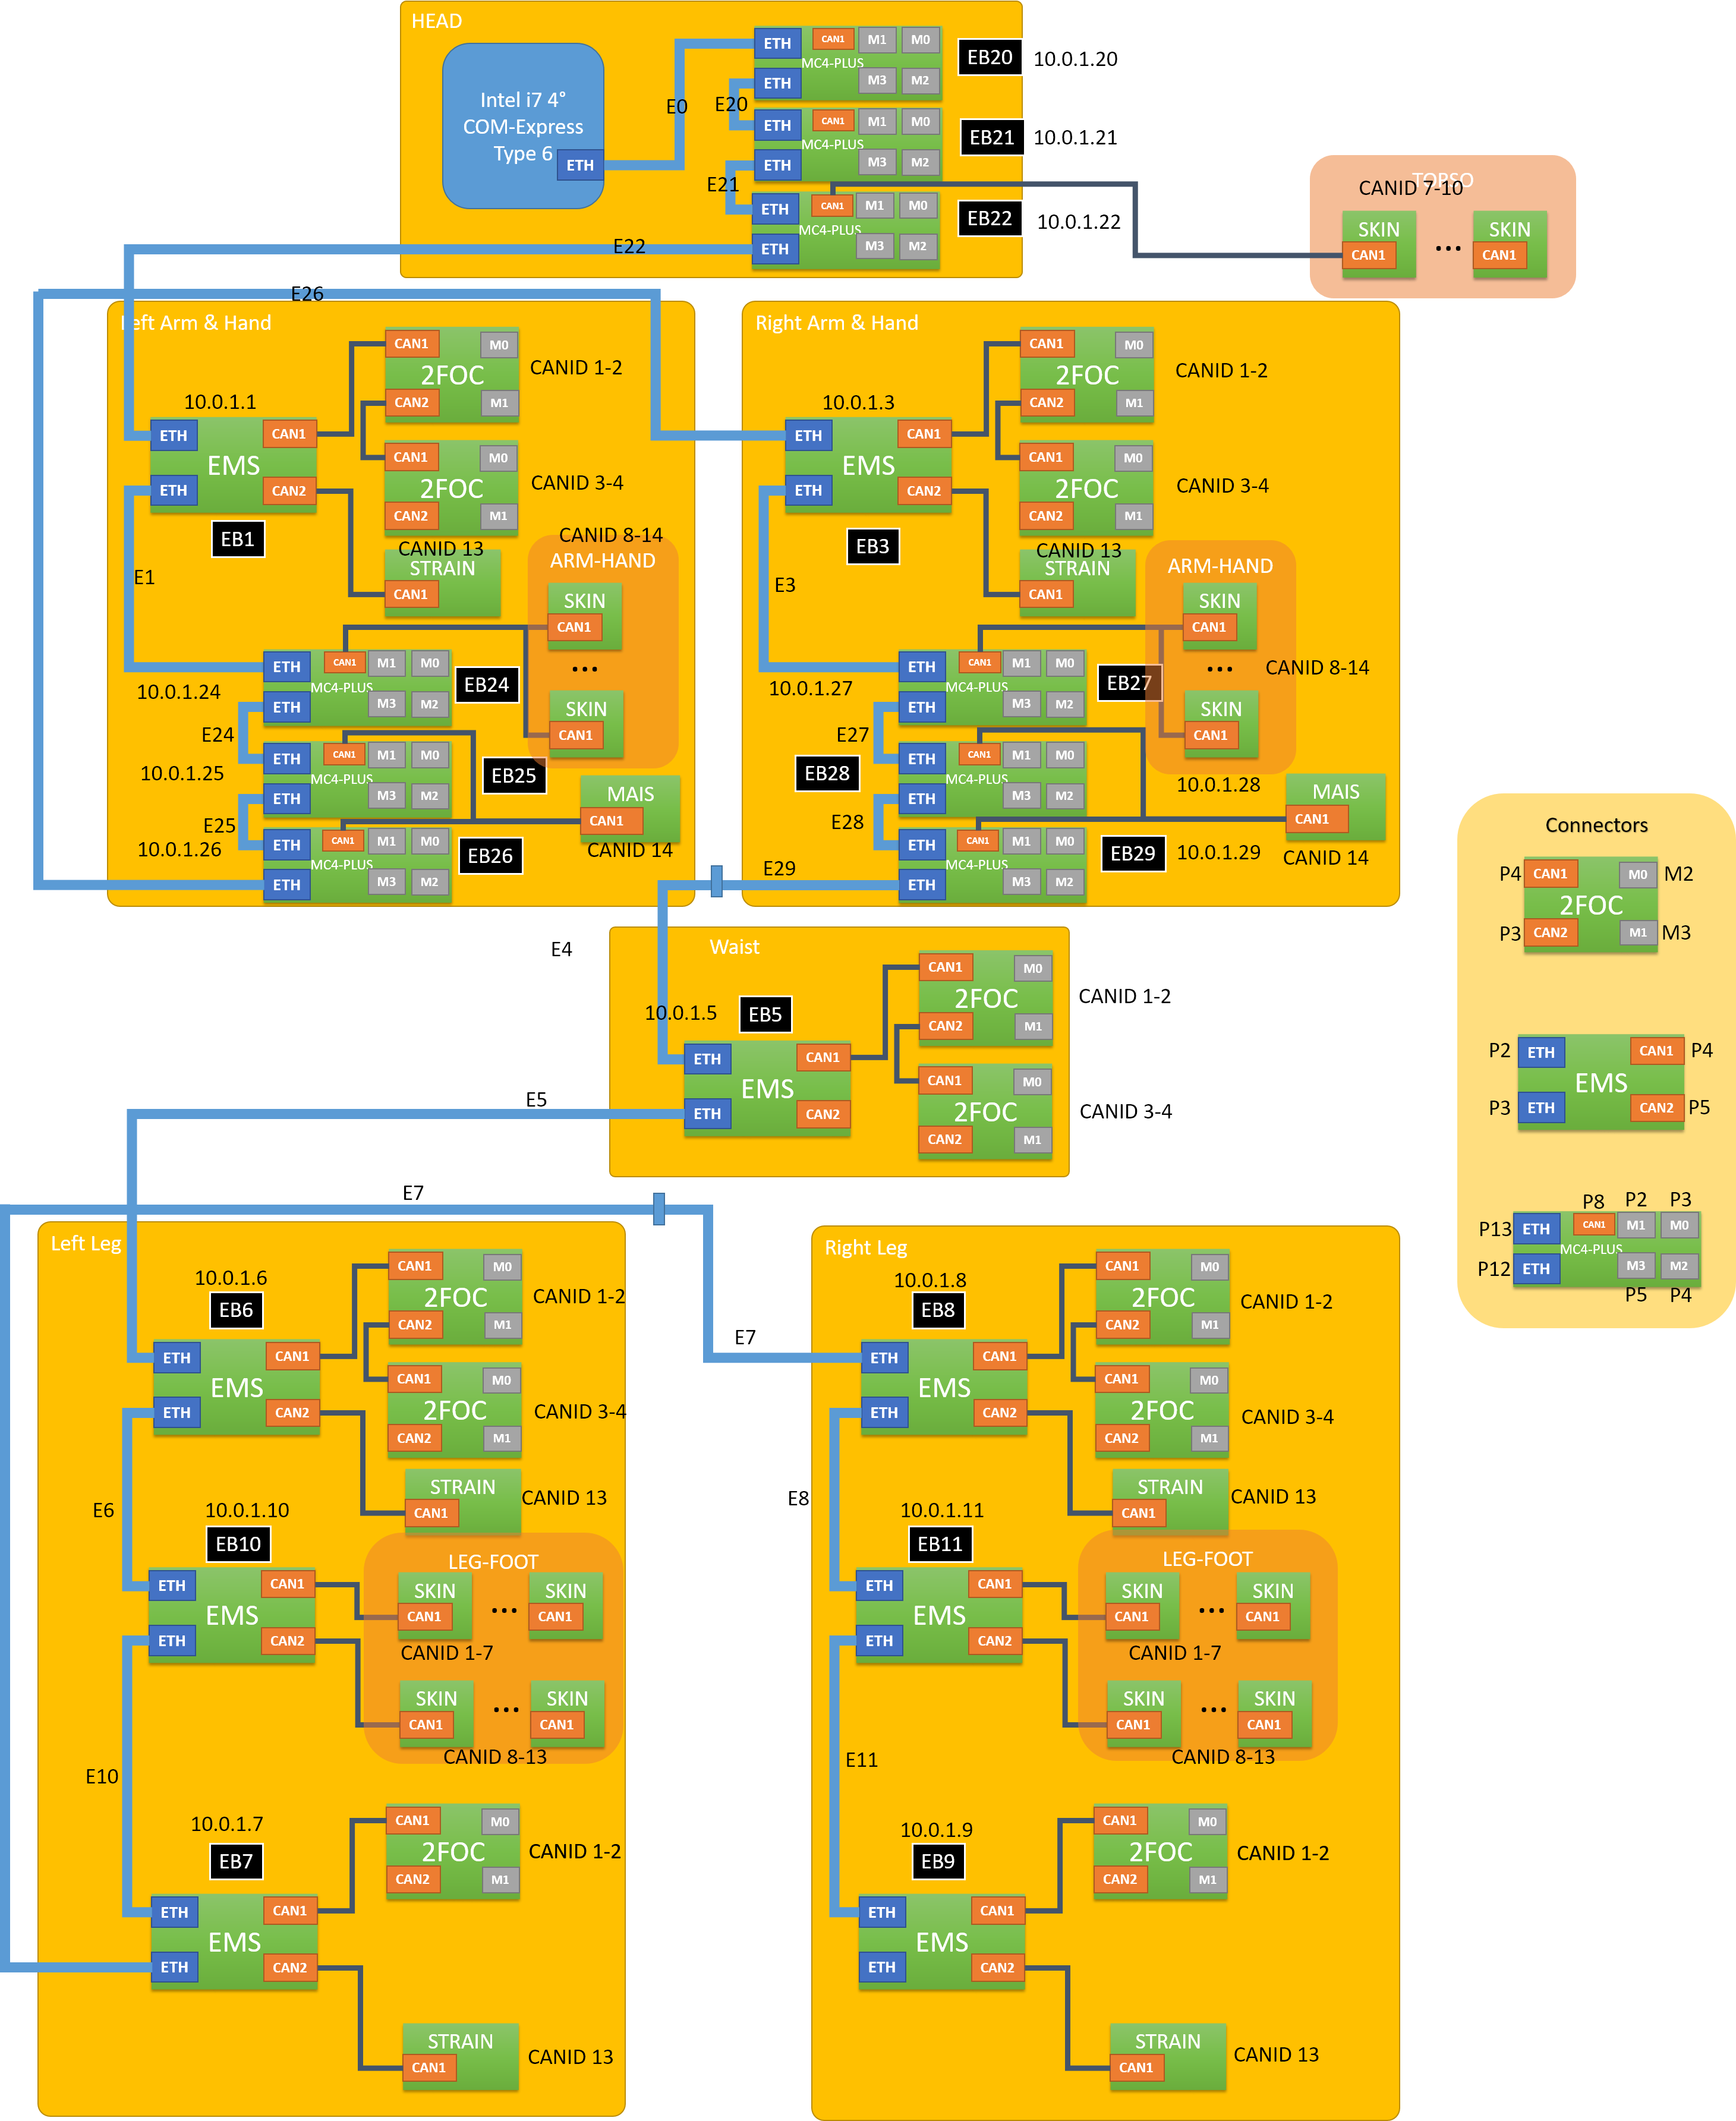 HEAD
Intel i7 4°
COM-Express
Type 6
ETH
E0
E20
E21
E22
ETH
CAN1
M1
M0
MC4-PLUS
ETH
M3
M2
EB20
10.0.1.20
ETH
CAN1
M1
M0
MC4-PLUS
ETH
M3
M2
EB21
10.0.1.21
ETH
CAN1
M1
M0
MC4-PLUS
ETH
M3
M2
EB22
10.0.1.22
TORSO
CANID 7-10
SKIN
CAN1
...
SKIN
CAN1
E26
Left Arm & Hand
10.0.1.1
ETH
CAN1
EMS
ETH
CAN2
EB1
E1
CAN1
M0
2FOC
CAN2
M1
CANID 1-2
CAN1
M0
2FOC
CAN2
M1
CANID 3-4
CANID 13
STRAIN
CAN1
CANID 8-14
ARM-HAND
SKIN
CAN1
...
SKIN
CAN1
ETH
CAN1
M1
M0
MC4-PLUS
ETH
M3
M2
EB24
10.0.1.24
E24
ETH
CAN1
M1
M0
MC4-PLUS
ETH
M3
M2
EB25
10.0.1.25
E25
ETH
CAN1
M1
M0
MC4-PLUS
ETH
M3
M2
EB26
10.0.1.26
MAIS
CAN1
CANID 14
Right Arm & Hand
10.0.1.3
ETH
CAN1
EMS
ETH
CAN2
EB3
E3
CAN1
M0
2FOC
CAN2
M1
CANID 1-2
CAN1
M0
2FOC
CAN2
M1
CANID 3-4
CANID 13
STRAIN
CAN1
ARM-HAND
SKIN
CAN1
...
SKIN
CAN1
CANID 8-14
ETH
CAN1
M1
M0
MC4-PLUS
ETH
M3
M2
EB27
10.0.1.27
E27
ETH
CAN1
M1
M0
MC4-PLUS
ETH
M3
M2
EB28
10.0.1.28
E28
ETH
CAN1
M1
M0
MC4-PLUS
ETH
M3
M2
EB29
10.0.1.29
MAIS
CAN1
CANID 14
E29
E4
Waist
10.0.1.5
EB5
ETH
CAN1
EMS
ETH
CAN2
CAN1
M0
2FOC
CAN2
M1
CANID 1-2
CAN1
M0
2FOC
CAN2
M1
CANID 3-4
E5
Connectors
P4
CAN1
M0
M2
2FOC
P3
CAN2
M1
M3
P2
ETH
CAN1
P4
EMS
P3
ETH
CAN2
P5
P8
P2
P3
P13
ETH
CAN1
M1
M0
MC4-PLUS
P12
ETH
M3
M2
P5
P4
E7
Left Leg
10.0.1.6
EB6
ETH
CAN1
EMS
ETH
CAN2
CAN1
M0
2FOC
CAN2
M1
CANID 1-2
CAN1
M0
2FOC
CAN2
M1
CANID 3-4
STRAIN
CAN1
CANID 13
E6
10.0.1.10
EB10
ETH
CAN1
EMS
ETH
CAN2
LEG-FOOT
SKIN
CAN1
...
SKIN
CAN1
CANID 1-7
SKIN
CAN1
...
SKIN
CAN1
CANID 8-13
E10
10.0.1.7
EB7
ETH
CAN1
EMS
ETH
CAN2
CAN1
M0
2FOC
CAN2
M1
CANID 1-2
STRAIN
CAN1
CANID 13
E7
Right Leg
10.0.1.8
EB8
ETH
CAN1
EMS
ETH
CAN2
CAN1
M0
2FOC
CAN2
M1
CANID 1-2
CAN1
M0
2FOC
CAN2
M1
CANID 3-4
STRAIN
CAN1
CANID 13
E8
10.0.1.11
EB11
ETH
CAN1
EMS
ETH
CAN2
LEG-FOOT
SKIN
CAN1
...
SKIN
CAN1
CANID 1-7
SKIN
CAN1
...
SKIN
CAN1
CANID 8-13
E11
10.0.1.9
EB9
ETH
CAN1
EMS
ETH
CAN2
CAN1
M0
2FOC
CAN2
M1
CANID 1-2
STRAIN
CAN1
CANID 13